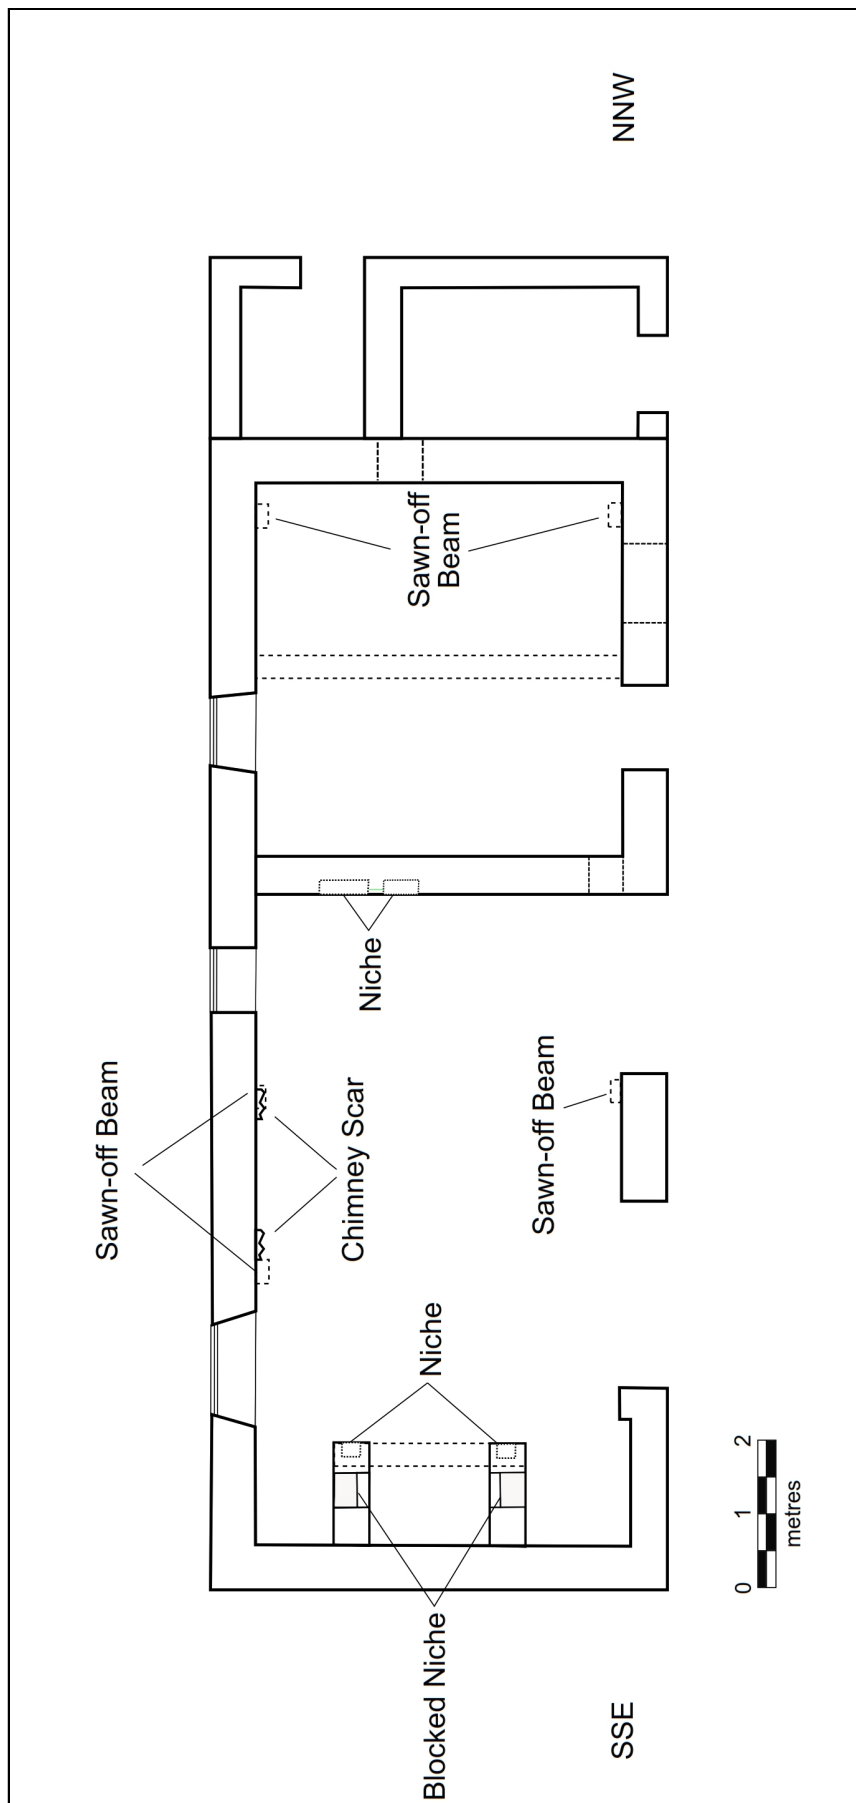 NNW
Sawn-off
Beam
Niche
Sawn-off Beam
Chimney Scar
Sawn-off Beam
Niche
Blocked Niche
SSE
0 1 2
metres